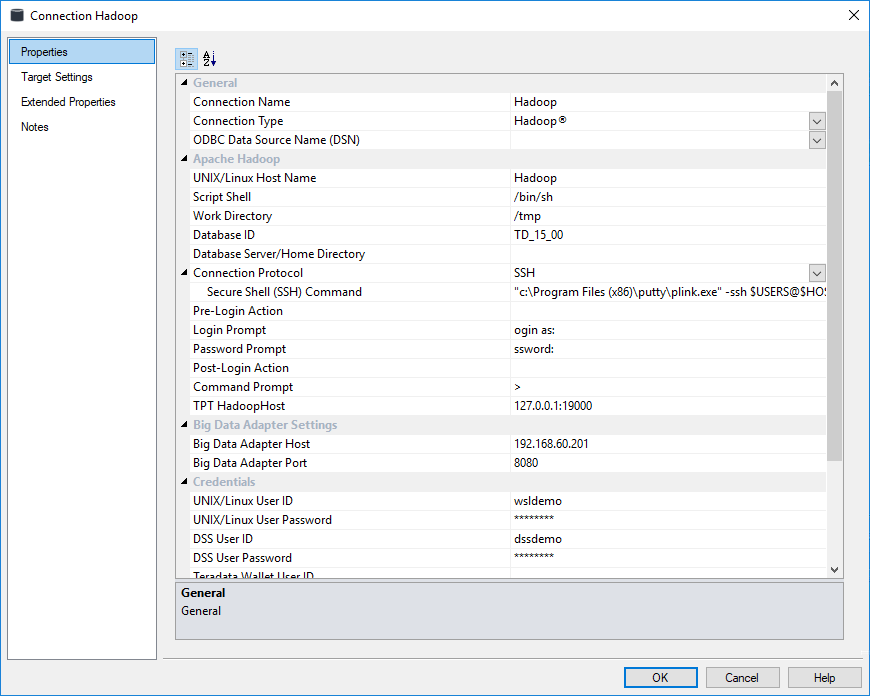 Connection Hadoop
Properties
Target Settings
Extended Properties
Notes
General
Connection Name Hadoop
Connection Type Hadoop®
ODBC Data Source Name (DSN)
Apache Hadoop
UNIX/Linux Host Name Hadoop
Script Shell /bin/sh
Work Directory /tmp
Database ID TD_15_00
Database Server/Home Directory
Connection Protocol SSH
Secure Shell (SSH) Command "c:\Program Files (x86)\putty\plink.exe" -ssh $USERS@$HOS
Pre-Login Action
Login Prompt ogin as:
Password Prompt ssword:
Post-Login Action
Command Prompt >
TPT HadoopHost 127.0.0.1:19000
Big Data Adapter Settings
Big Data Adapter Host 192.168.60.201
Big Data Adapter Port 8080
Credentials
UNIX/Linux User ID wsldemo
UNIX/Linux User Password ********
DSS User ID dssdemo
DSS User Password ********
Teradata Wallet User ID
General
General
OK Cancel Help